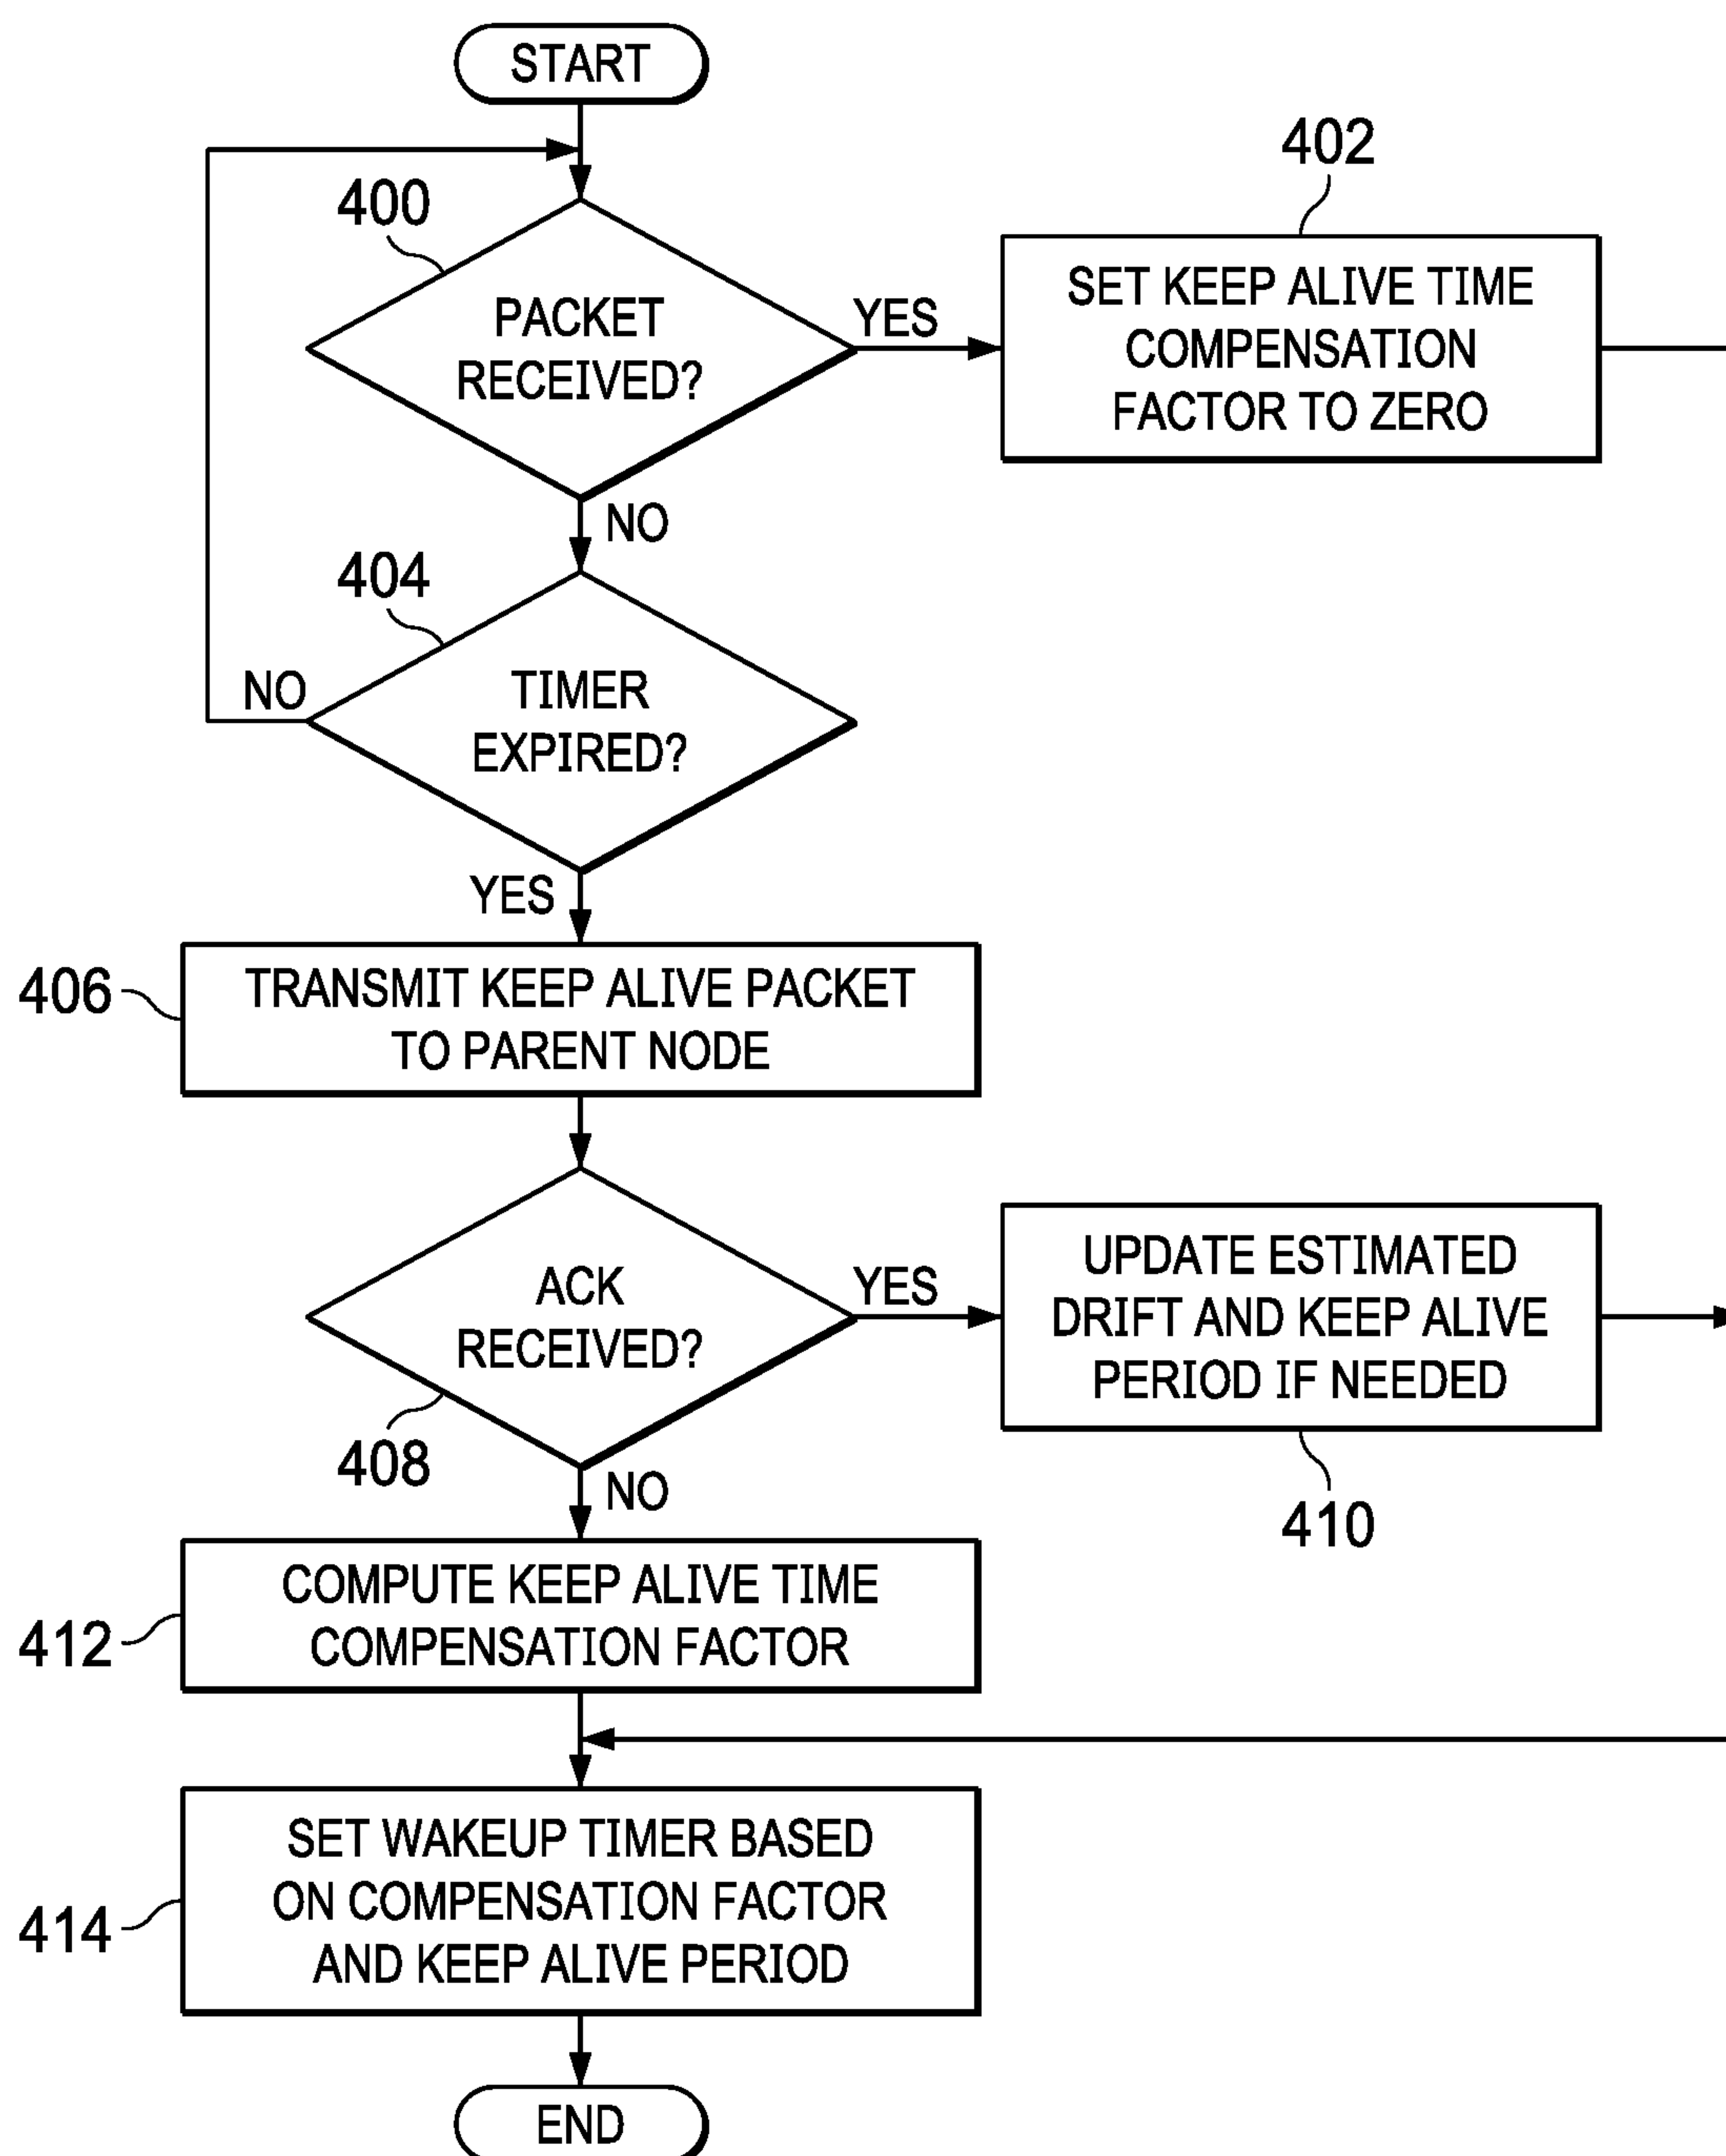 START
400
PACKET
RECEIVED?
YES
402
SET KEEP ALIVE TIME
COMPENSATION
FACTOR TO ZERO
NO
404
TIMER
EXPIRED?
NO
YES
406
TRANSMIT KEEP ALIVE PACKET
TO PARENT NODE
ACK
RECEIVED?
408
YES
UPDATE ESTIMATED
DRIFT AND KEEP ALIVE
PERIOD IF NEEDED
410
NO
412
COMPUTE KEEP ALIVE TIME
COMPENSATION FACTOR
414
SET WAKEUP TIMER BASED
ON COMPENSATION FACTOR
AND KEEP ALIVE PERIOD
END